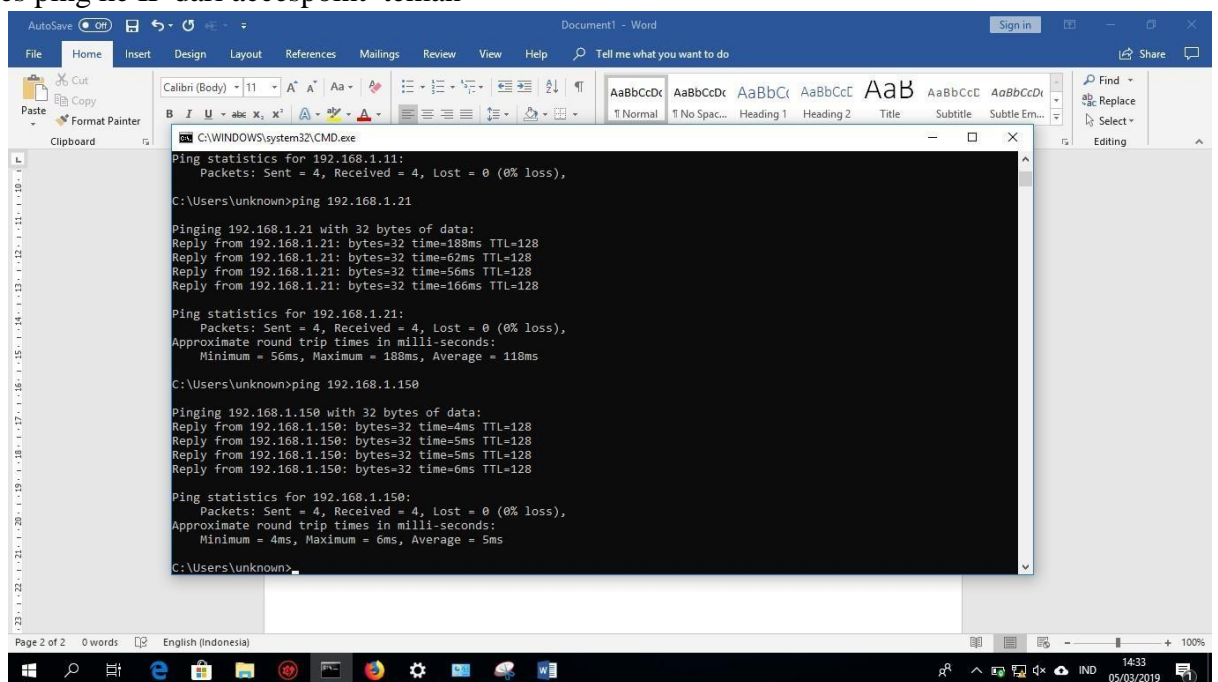 ping ke IP dari accespoint teman
AutoSave Off
Document1 - Word
Sign in
File Home Insert Design Layout References Mailings Review View Help Tell me what you want to do
Share
Cut
Copy
Format Painter
Paste
Clipboard
Calibri (Body) 11
AaBbCcDc AaBbCcDc AaBbC( AaBbCcE AaB AaBbCcD AaBbCcDc
¶ Normal ¶ No Spac... Heading 1 Heading 2 Title Subtitle Subtle Em...
Find
Replace
Select
Editing
C:\WINDOWS\system32\CMD.exe
Ping statistics for 192.168.1.11:
Packets: Sent = 4, Received = 4, Lost = 0 (0% loss),
C:\Users\unknown>ping 192.168.1.21
Pinging 192.168.1.21 with 32 bytes of data:
Reply from 192.168.1.21: bytes=32 time=188ms TTL=128
Reply from 192.168.1.21: bytes=32 time=62ms TTL=128
Reply from 192.168.1.21: bytes=32 time=56ms TTL=128
Reply from 192.168.1.21: bytes=32 time=166ms TTL=128
Ping statistics for 192.168.1.21:
Packets: Sent = 4, Received = 4, Lost = 0 (0% loss),
Approximate round trip times in milli-seconds:
Minimum = 56ms, Maximum = 188ms, Average = 118ms
C:\Users\unknown>ping 192.168.1.150
Pinging 192.168.1.150 with 32 bytes of data:
Reply from 192.168.1.150: bytes=32 time=4ms TTL=128
Reply from 192.168.1.150: bytes=32 time=5ms TTL=128
Reply from 192.168.1.150: bytes=32 time=5ms TTL=128
Reply from 192.168.1.150: bytes=32 time=6ms TTL=128
Ping statistics for 192.168.1.150:
Packets: Sent = 4, Received = 4, Lost = 0 (0% loss),
Approximate round trip times in milli-seconds:
Minimum = 4ms, Maximum = 6ms, Average = 5ms
C:\Users\unknown>
Page 2 of 2 0 words English (Indonesia)
100%
IND
14:33
05/03/2019